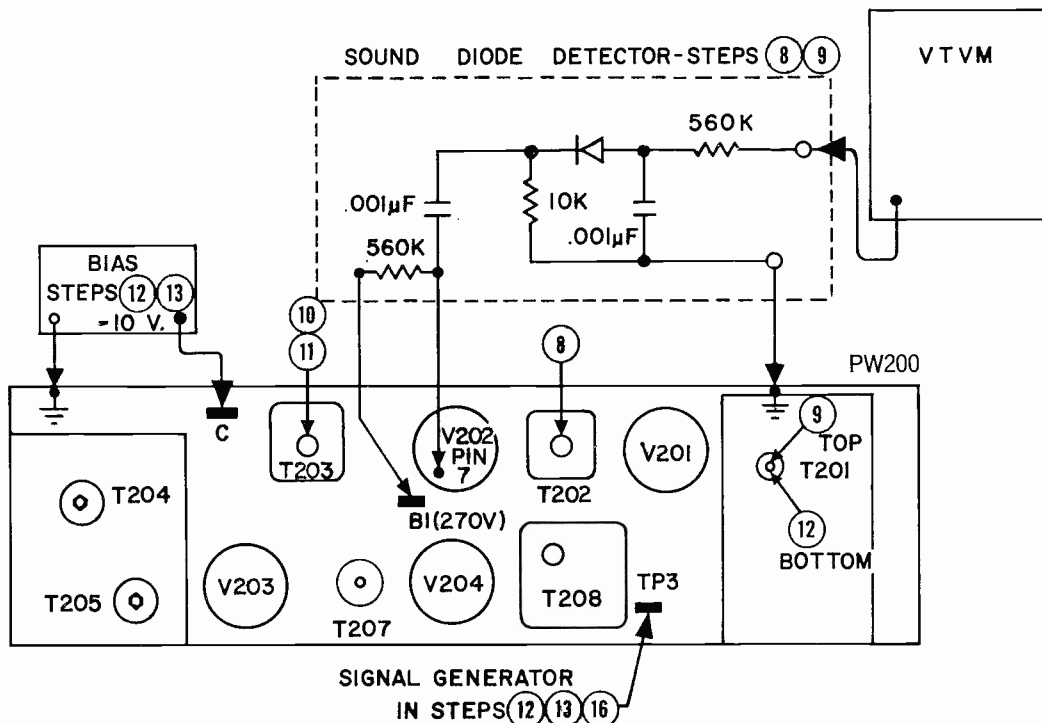 SOUND DIODE DETECTOR-STEPS 8 9
VTVM
560K
.001µF
10K
.001µF
560K
BIAS
STEPS 12 13
-10 V.
10
11
8
PW200
C
T203
V202
PIN
7
T202
V201
9
TOP
T201
T204
B1(270V)
12
BOTTOM
T205
V203
T207
V204
T208
TP3
SIGNAL GENERATOR
IN STEPS 12 13 16